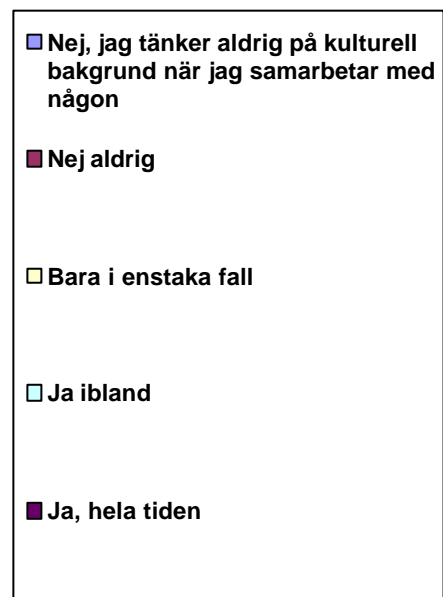 Nej, jag tänker aldrig på kulturell
bakgrund när jag samarbetar med
någon
Nej aldrig
Bara i enstaka fall
Ja ibland
Ja, hela tiden